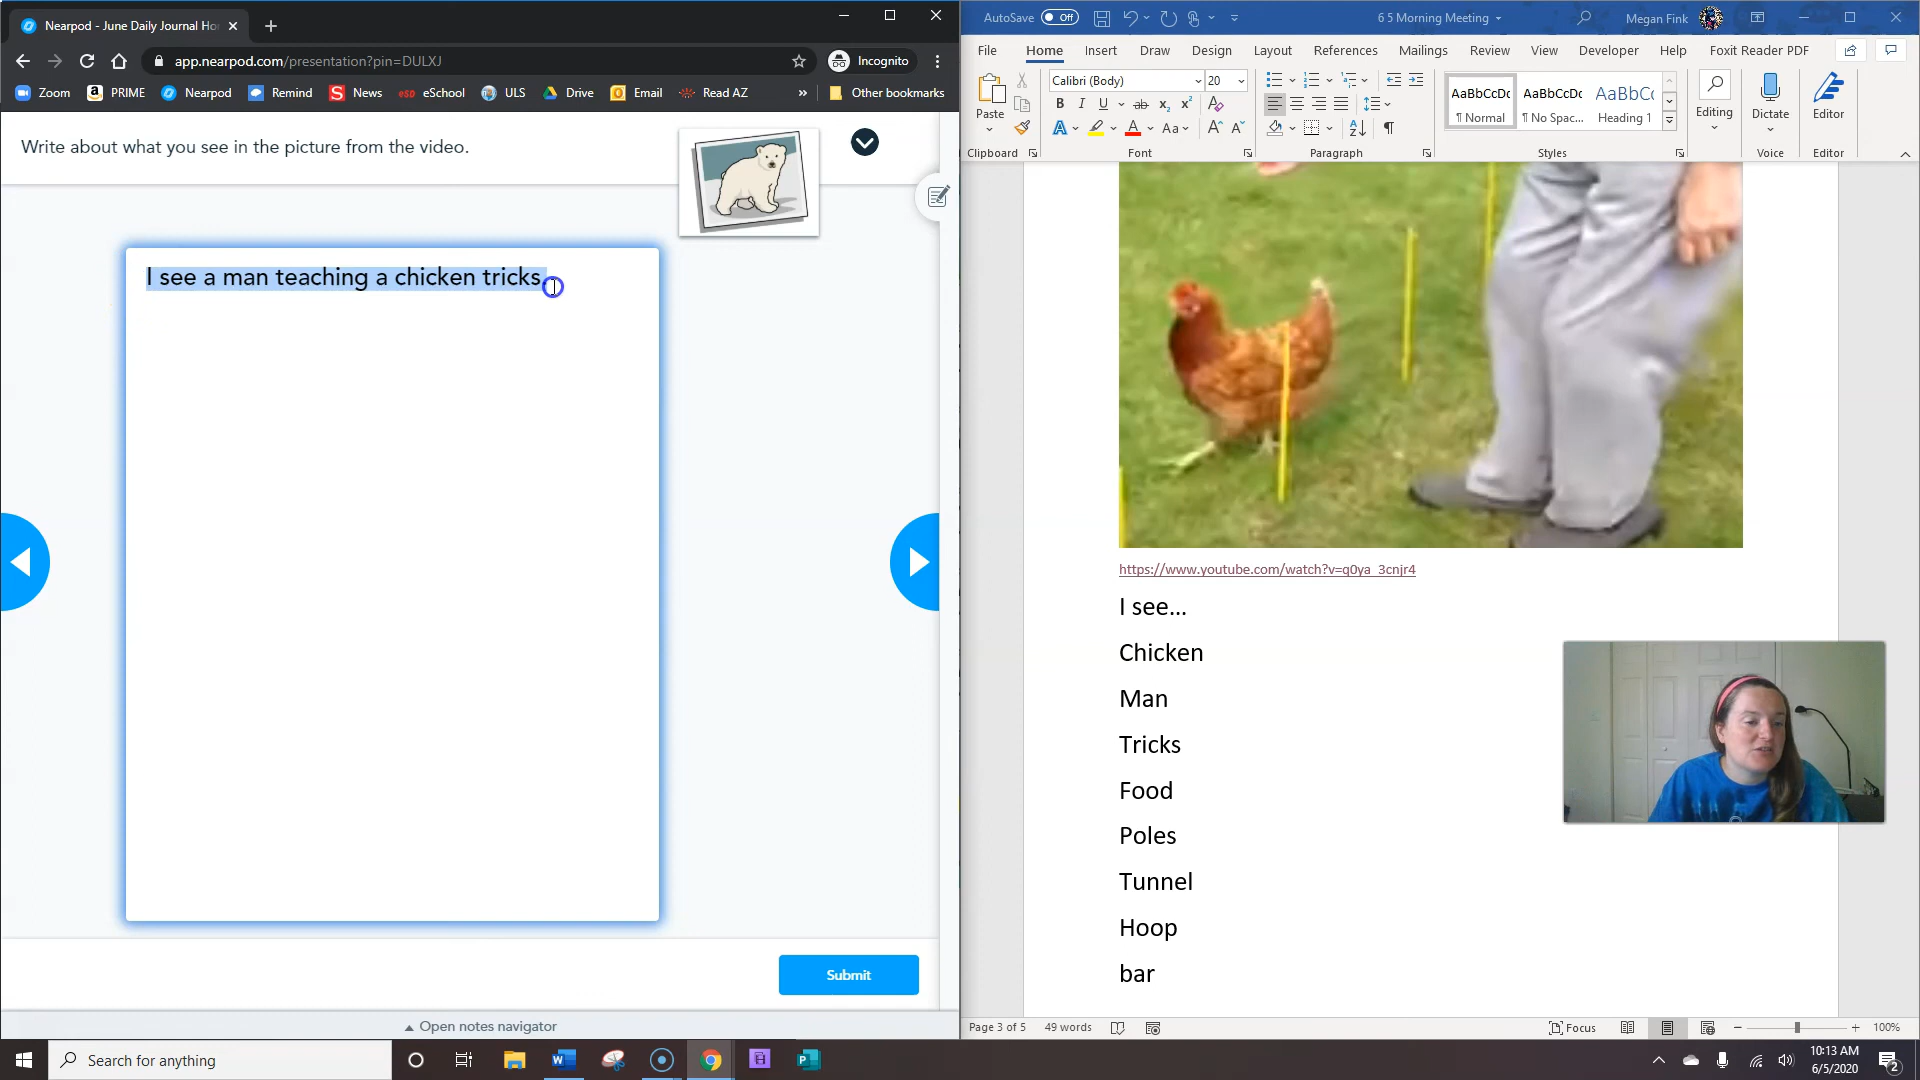 Nearpod - June Daily Journal Ho
app.nearpod.com/presentation?pin=DULXJ
Incognito
Zoom
PRIME
Nearpod
Remind
News
eSchool
ULS
Drive
Email
Read AZ
»
Other bookmarks
Write about what you see in the picture from the video.
I see a man teaching a chicken tricks.
Submit
Open notes navigator
AutoSave Off
6 5 Morning Meeting
Megan Fink
File Home Insert Draw Design Layout References Mailings Review View Developer Help Foxit Reader PDF
Paste
Clipboard
Calibri (Body) 20
Font
Paragraph
AaBbCcDc AaBbCcDc AaBbCc
¶ Normal ¶ No Spac... Heading 1
Styles
Editing
Dictate
Voice
Editor
Editor
https://www.youtube.com/watch?v=q0ya_3cnjr4
I see...
Chicken
Man
Tricks
Food
Poles
Tunnel
Hoop
bar
Page 3 of 5 49 words
Focus
100%
Search for anything
10:13 AM
6/5/2020
2